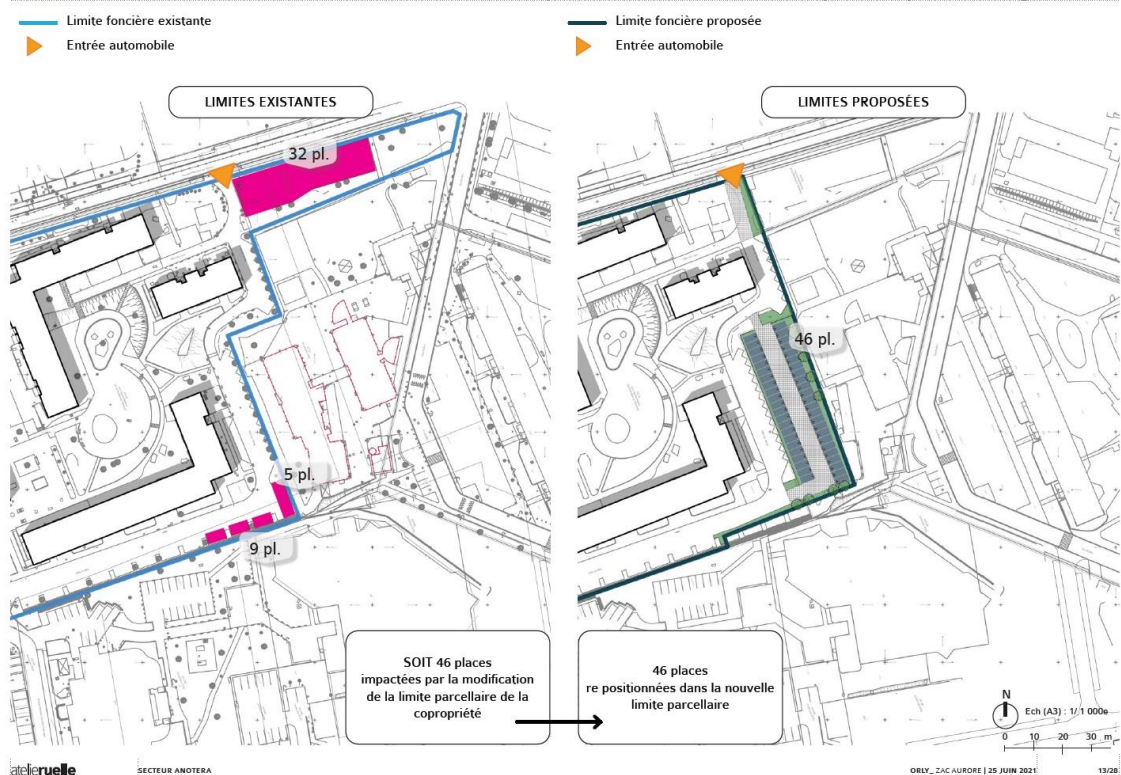 Limite foncière existante
Entrée automobile
Limite foncière proposée
Entrée automobile
LIMITES EXISTANTES
LIMITES PROPOSÉES
32 pl.
46 pl.
5 pl.
9 pl.
SOIT 46 places
impactées par la modification
de la limite parcellaire de la
copropriété
46 places
re positionnées dans la nouvelle
limite parcellaire
N
Ech (A3) : 1/ 1 000e
0 10 20 30 m
atelieruelle
SECTEUR ANOTERA
ORLY_ ZAC AURORE | 25 JUIN 2021
13/28